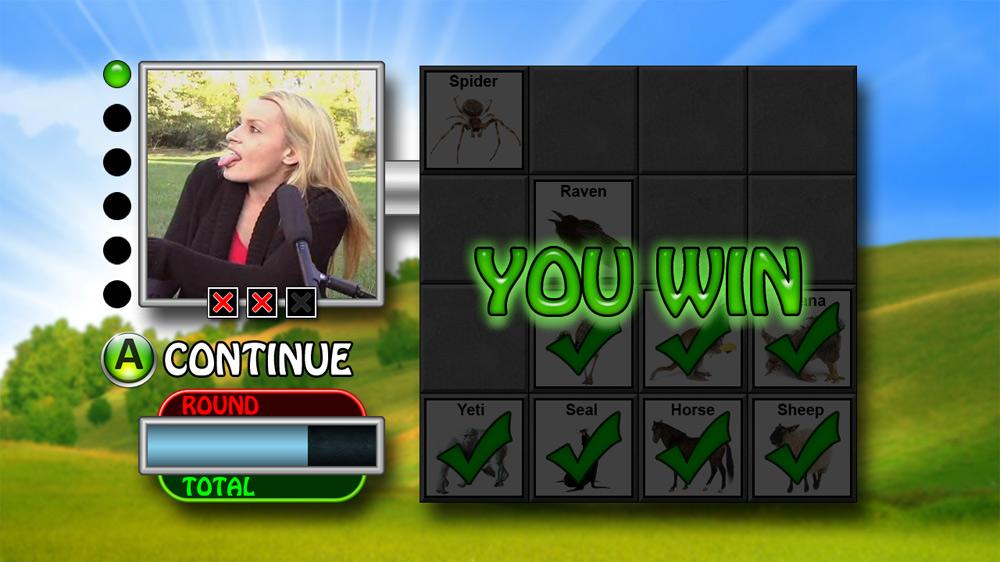 Spider
Raven
YOU WIN
A CONTINUE
ROUND
TOTAL
Yeti
Seal
Horse
Sheep